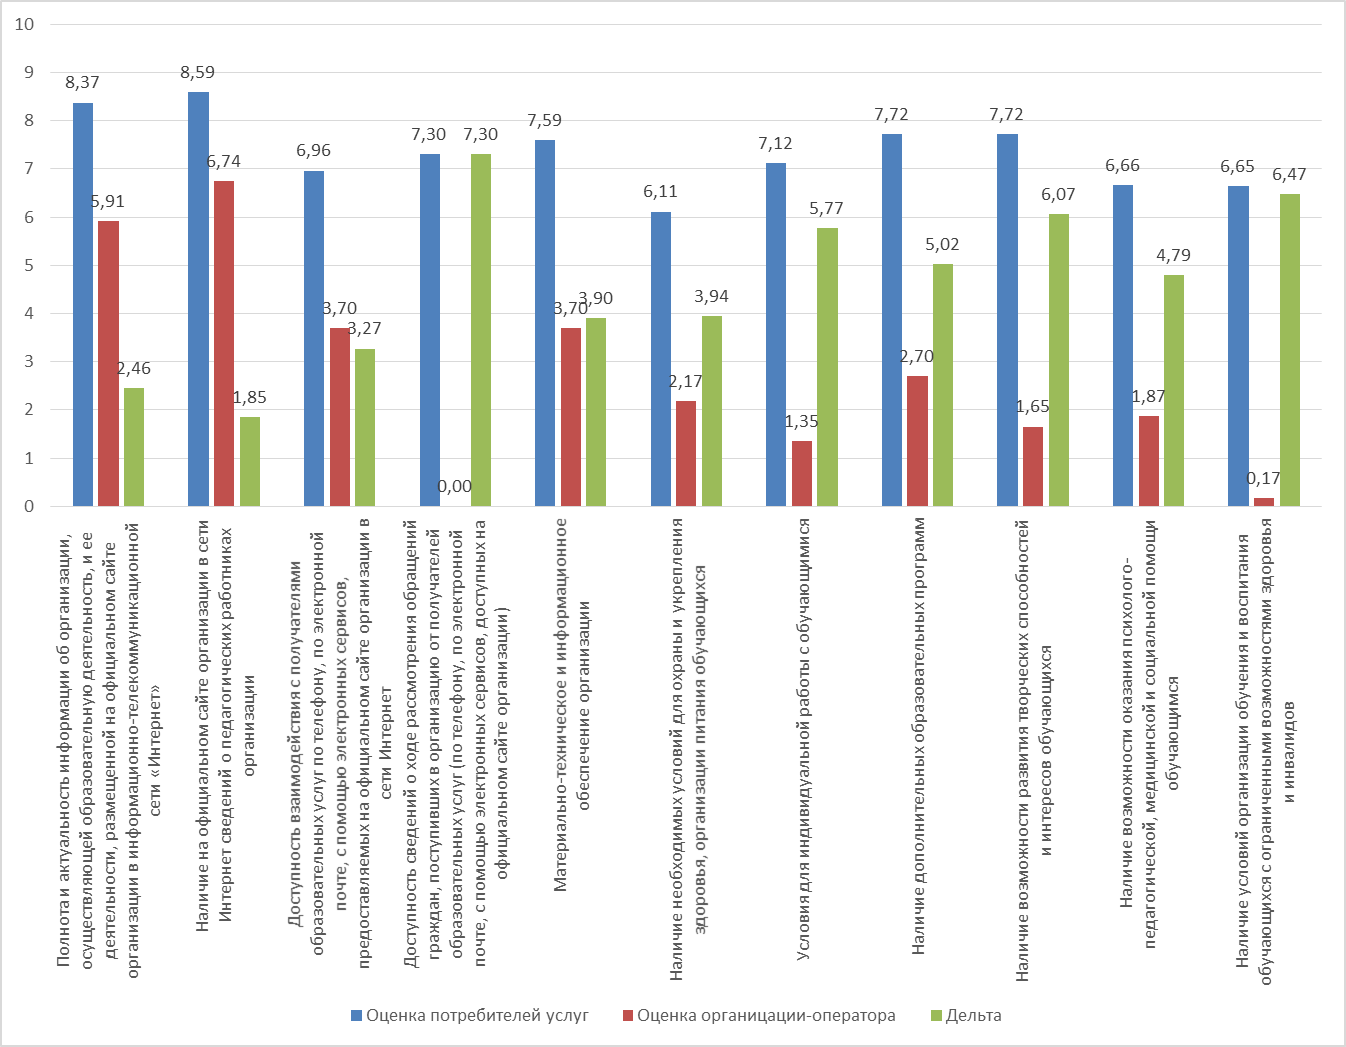 10
9
8
7
6
5
4
3
2
1
0
8,37
5,91
2,46
8,59
6,74
1,85
6,96
3,70
3,27
7,30
0,00
7,30
7,59
3,70
3,90
6,11
2,17
3,94
7,12
1,35
5,77
7,72
2,70
5,02
7,72
1,65
6,07
6,66
1,87
4,79
6,65
0,17
6,47
Полнота и актуальность информации об организации,
осуществляющей образовательную деятельность, и ее
деятельности, размещенной на официальном сайте
организации в информационно-телекоммуникационной
сети «Интернет»
Наличие на официальном сайте организации в сети
Интернет сведений о педагогических работниках
организации
Доступность взаимодействия с получателями
образовательных услуг по телефону, по электронной
почте, с помощью электронных сервисов,
предоставляемых на официальном сайте организации в
сети Интернет
Доступность сведений о ходе рассмотрения обращений
граждан, поступивших в организацию от получателей
образовательных услуг (по телефону, по электронной
почте, с помощью электронных сервисов, доступных на
официальном сайте организации)
Материально-техническое и информационное
обеспечение организации
Наличие необходимых условий для охраны и укрепления
здоровья, организации питания обучающихся
Условия для индивидуальной работы с обучающимися
Наличие дополнительных образовательных программ
Наличие возможности развития творческих способностей
и интересов обучающихся
Наличие возможности оказания психолого-
педагогической, медицинской и социальной помощи
обучающимся
Наличие условий организации обучения и воспитания
обучающихся с ограниченными возможностями здоровья
и инвалидов
Оценка потребителей услуг
Оценка органицации-оператора
Дельта